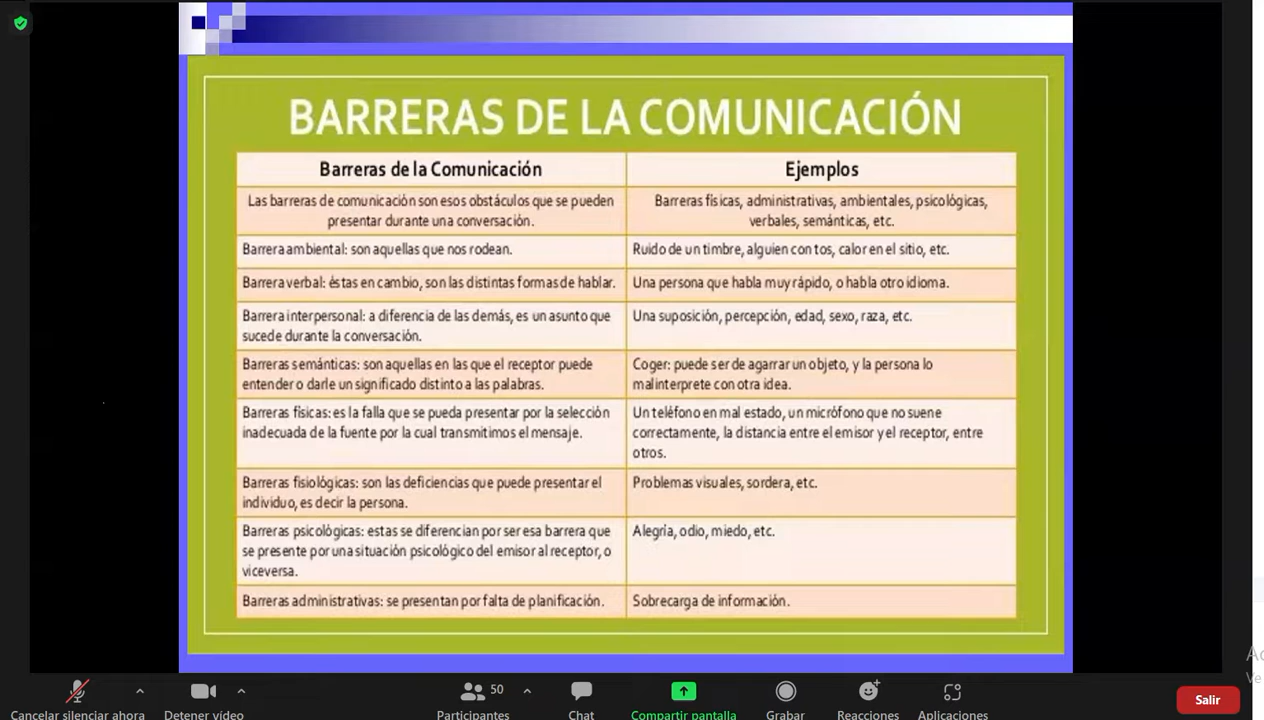 BARRERAS DE LA COMUNICACIÓN
Barreras de la Comunicación
Ejemplos
Las barreras de comunicación son esos obstáculos que se pueden
presentar durante una conversación.
Barreras físicas, administrativas, ambientales, psicológicas,
verbales, semánticas, etc.
Barrera ambiental: son aquellas que nos rodean.
Ruido de un timbre, alguien con tos, calor en el sitio, etc.
Barrera verbal: éstas en cambio, son las distintas formas de hablar.
Una persona que habla muy rápido, o habla otro idioma.
Barrera interpersonal: a diferencia de las demás, es un asunto que
sucede durante la conversación.
Una suposición, percepción, edad, sexo, raza, etc.
Barreras semánticas: son aquellas en las que el receptor puede
entender o darle un significado distinto a las palabras.
Coger: puede ser de agarrar un objeto, y la persona lo
malinterprete con otra idea.
Barreras físicas: es la falla que se pueda presentar por la selección
inadecuada de la fuente por la cual transmitimos el mensaje.
Un teléfono en mal estado, un micrófono que no suene
correctamente, la distancia entre el emisor y el receptor, entre
otros.
Barreras fisiológicas: son las deficiencias que puede presentar el
individuo, es decir la persona.
Problemas visuales, sordera, etc.
Barreras psicológicas: estas se diferencian por ser esa barrera que
se presente por una situación psicológico del emisor al receptor, o
viceversa.
Alegría, odio, miedo, etc.
Barreras administrativas: se presentan por falta de planificación.
Sobrecarga de información.
50
Cancelar silenciar ahora
Detener vídeo
Participantes
Chat
Compartir pantalla
Grabar
Reacciones
Aplicaciones
Salir